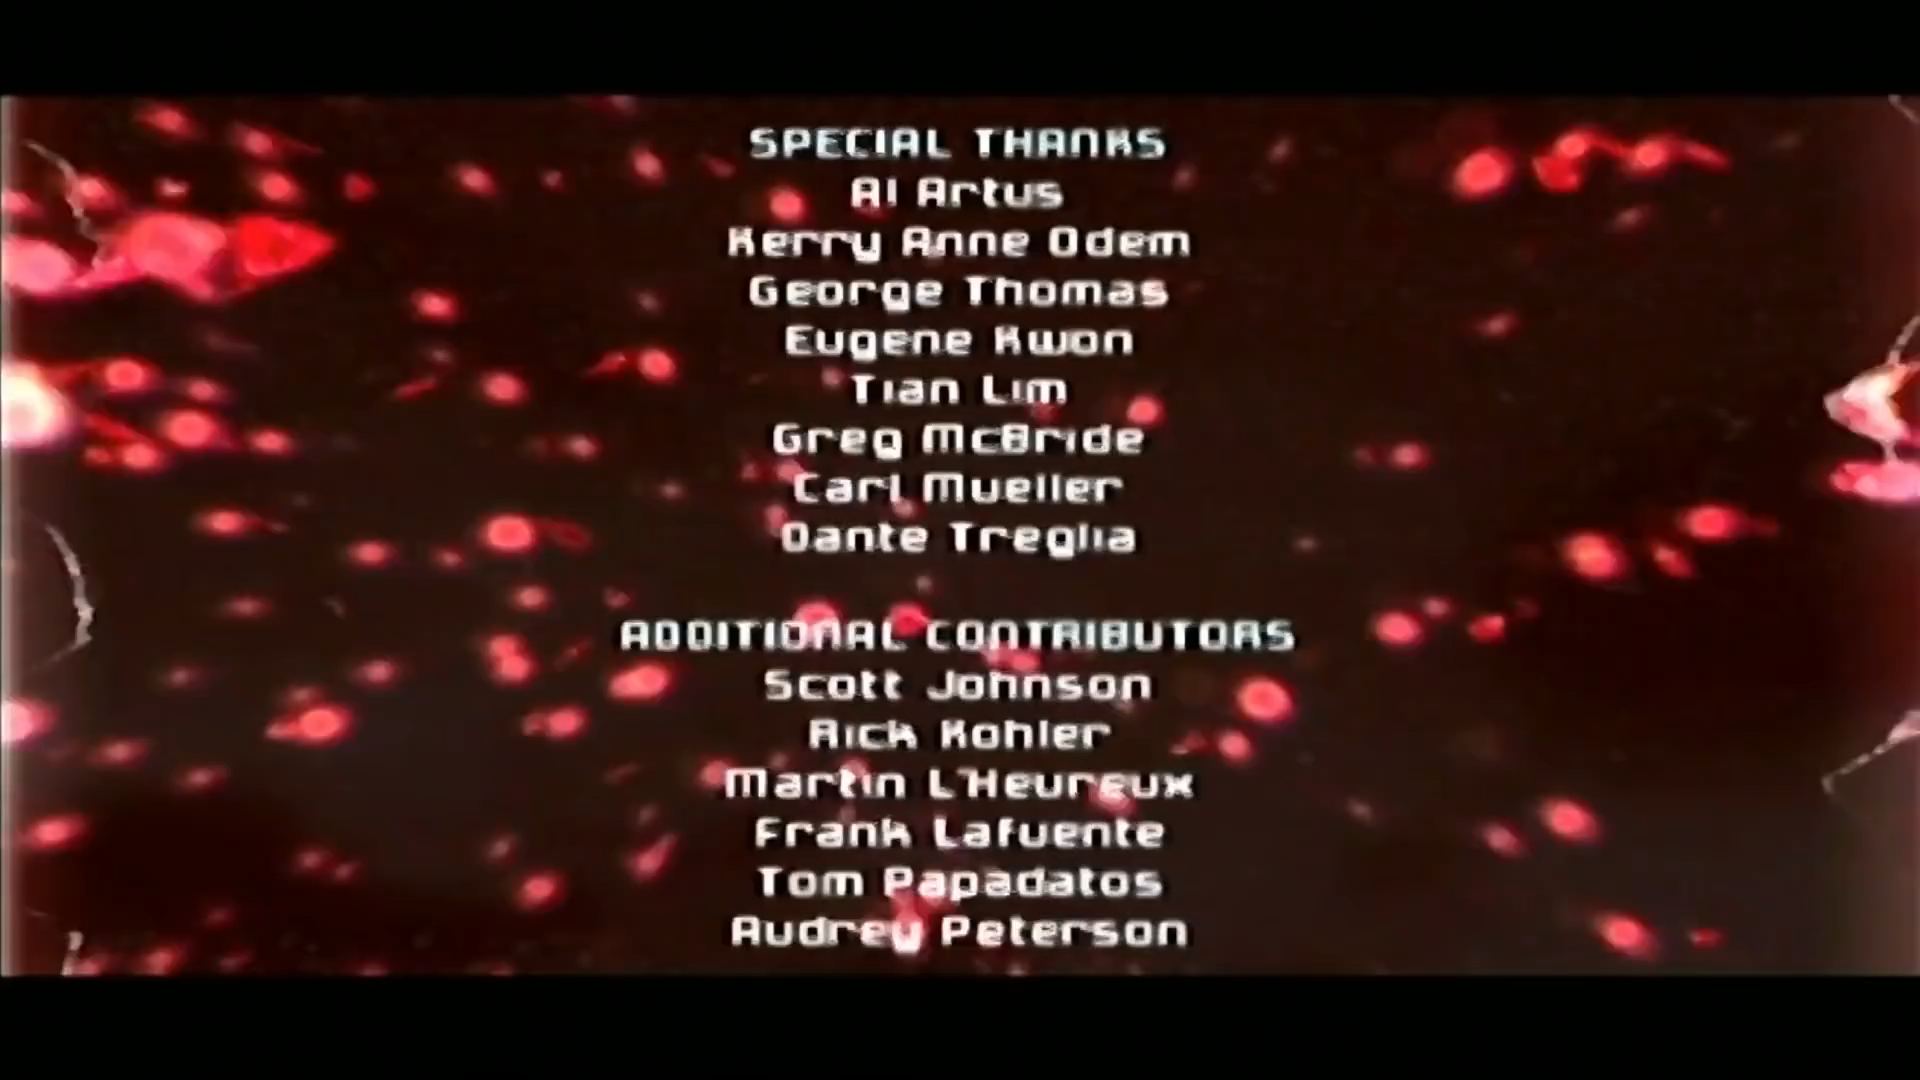 SPECIAL THANKS
Al Artus
Kerry Anne Odem
George Thomas
Eugene Kwon
Tian Lim
Greg McBride
Carl Mueller
Dante Treglia
ADDITIONAL CONTRIBUTORS
Scott Johnson
Rick Kohler
Martin L'Heureux
Frank Lafuente
Tom Papadatos
Audrey Peterson